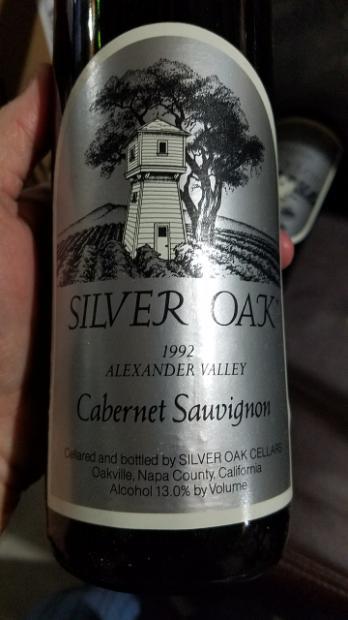 SILVER OAK
1992
ALEXANDER VALLEY
Cabernet Sauvignon
Cellared and bottled by SILVER OAK CELLARS
Oakville, Napa County, California
Alcohol 13.0% by Volume